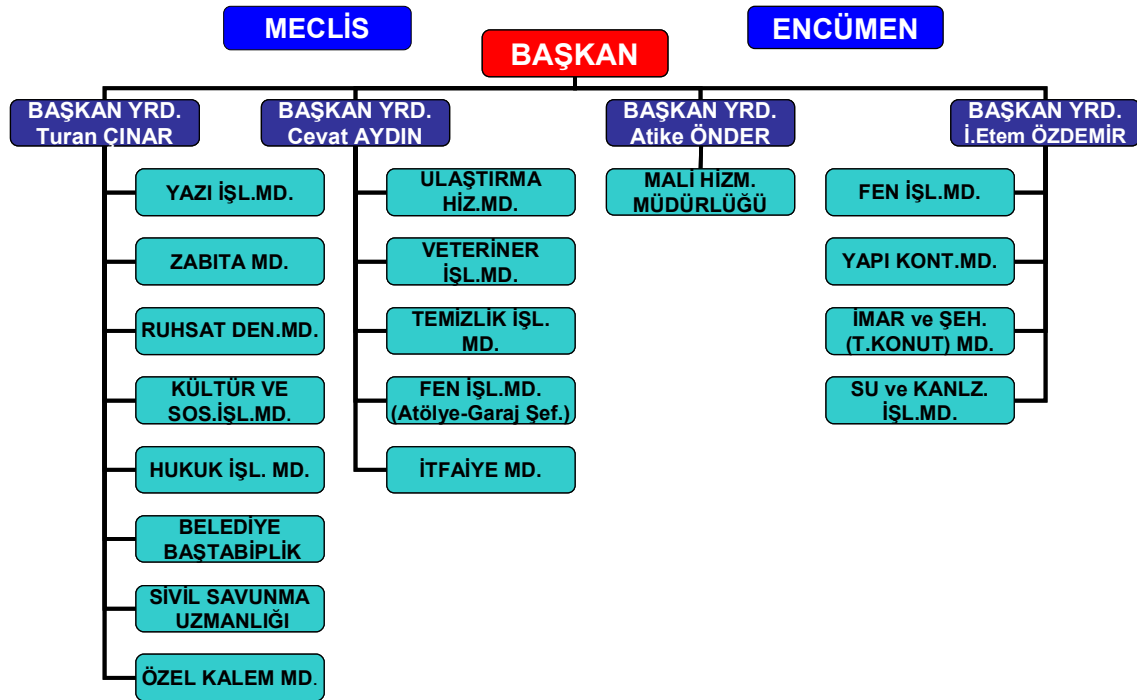 MECLİS
ENCÜMEN
BAŞKAN
BAŞKAN YRD.
Turan ÇINAR
BAŞKAN YRD.
Cevat AYDIN
BAŞKAN YRD.
Atike ÖNDER
BAŞKAN YRD.
İ.Etem ÖZDEMİR
YAZI İŞL.MD.
ZABITA MD.
RUHSAT DEN.MD.
KÜLTÜR VE
SOS.İŞL.MD.
HUKUK İŞL. MD.
BELEDİYE
BAŞTABİPLİK
SİVİL SAVUNMA
UZMANLIĞI
ÖZEL KALEM MD.
ULAŞTIRMA
HİZ.MD.
VETERİNER
İŞL.MD.
TEMİZLİK İŞL.
MD.
FEN İŞL.MD.
(Atölye-Garaj Şef.)
İTFAİYE MD.
MALİ HİZM.
MÜDÜRLÜĞÜ
FEN İŞL.MD.
YAPI KONT.MD.
İMAR ve ŞEH.
(T.KONUT) MD.
SU ve KANLZ.
İŞL.MD.